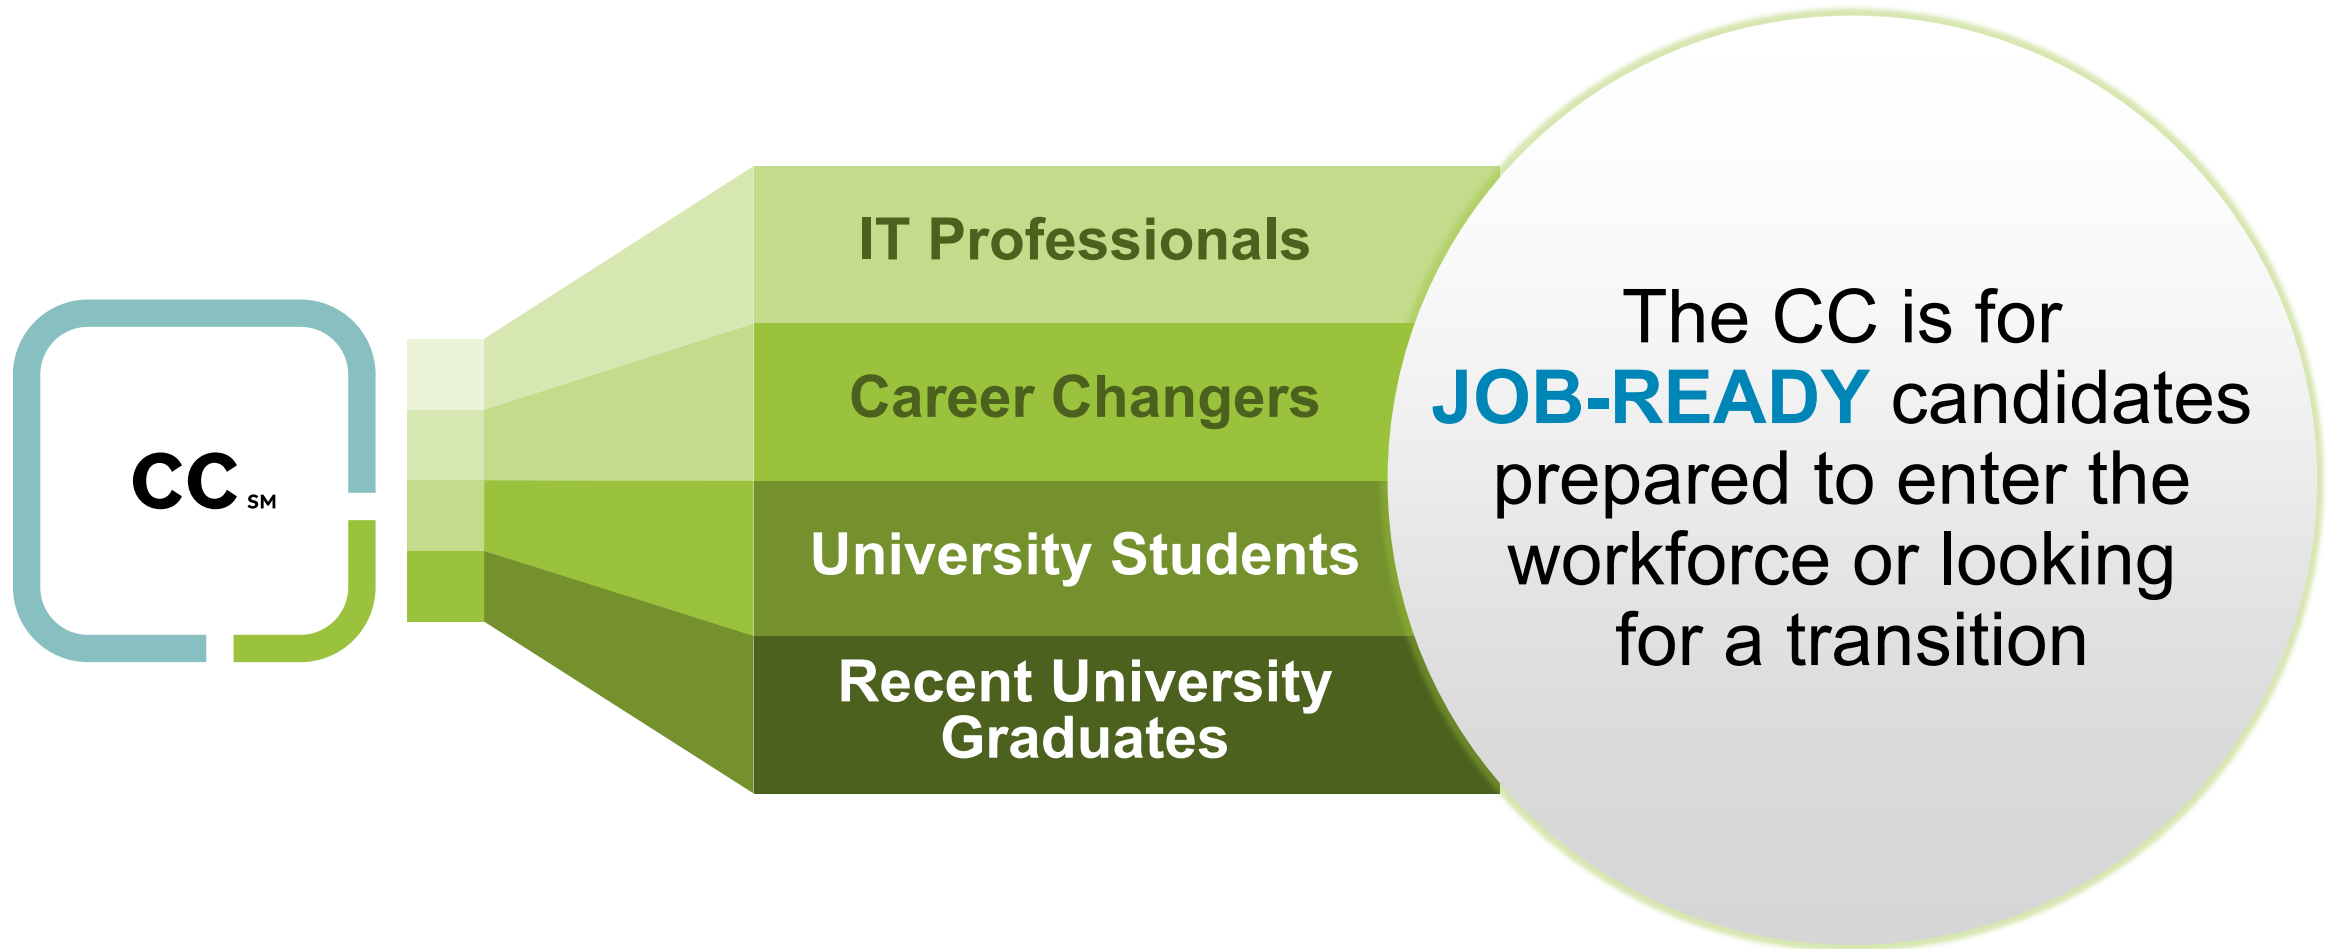 CC SM
IT Professionals
Career Changers
University Students
Recent University
Graduates
The CC is for
JOB-READY candidates
prepared to enter the
workforce or looking
for a transition